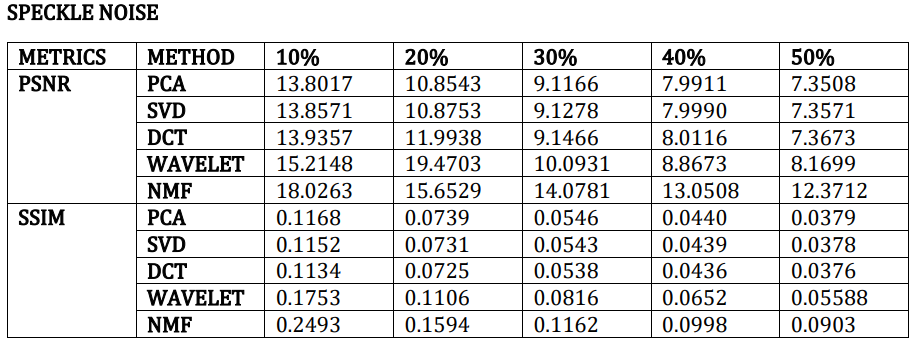 SPECKLE NOISE
METRICS METHOD 10% 20% 30% 40% 50%
PSNR PCA 13.8017 10.8543 9.1166 7.9911 7.3508
SVD 13.8571 10.8753 9.1278 7.9990 7.3571
DCT 13.9357 11.9938 9.1466 8.0116 7.3673
WAVELET 15.2148 19.4703 10.0931 8.8673 8.1699
NMF 18.0263 15.6529 14.0781 13.0508 12.3712
SSIM PCA 0.1168 0.0739 0.0546 0.0440 0.0379
SVD 0.1152 0.0731 0.0543 0.0439 0.0378
DCT 0.1134 0.0725 0.0538 0.0436 0.0376
WAVELET 0.1753 0.1106 0.0816 0.0652 0.05588
NMF 0.2493 0.1594 0.1162 0.0998 0.0903